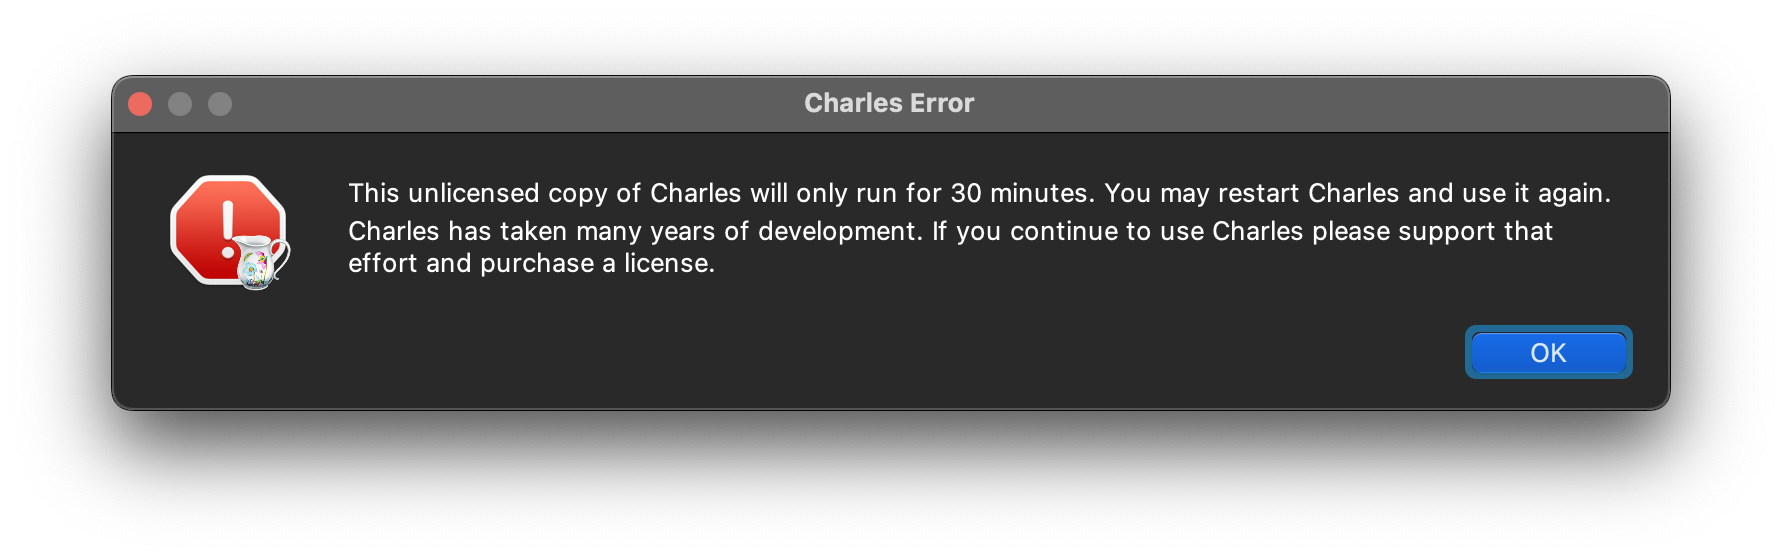 Charles Error
This unlicensed copy of Charles will only run for 30 minutes. You may restart Charles and use it again.
Charles has taken many years of development. If you continue to use Charles please support that
effort and purchase a license.
OK